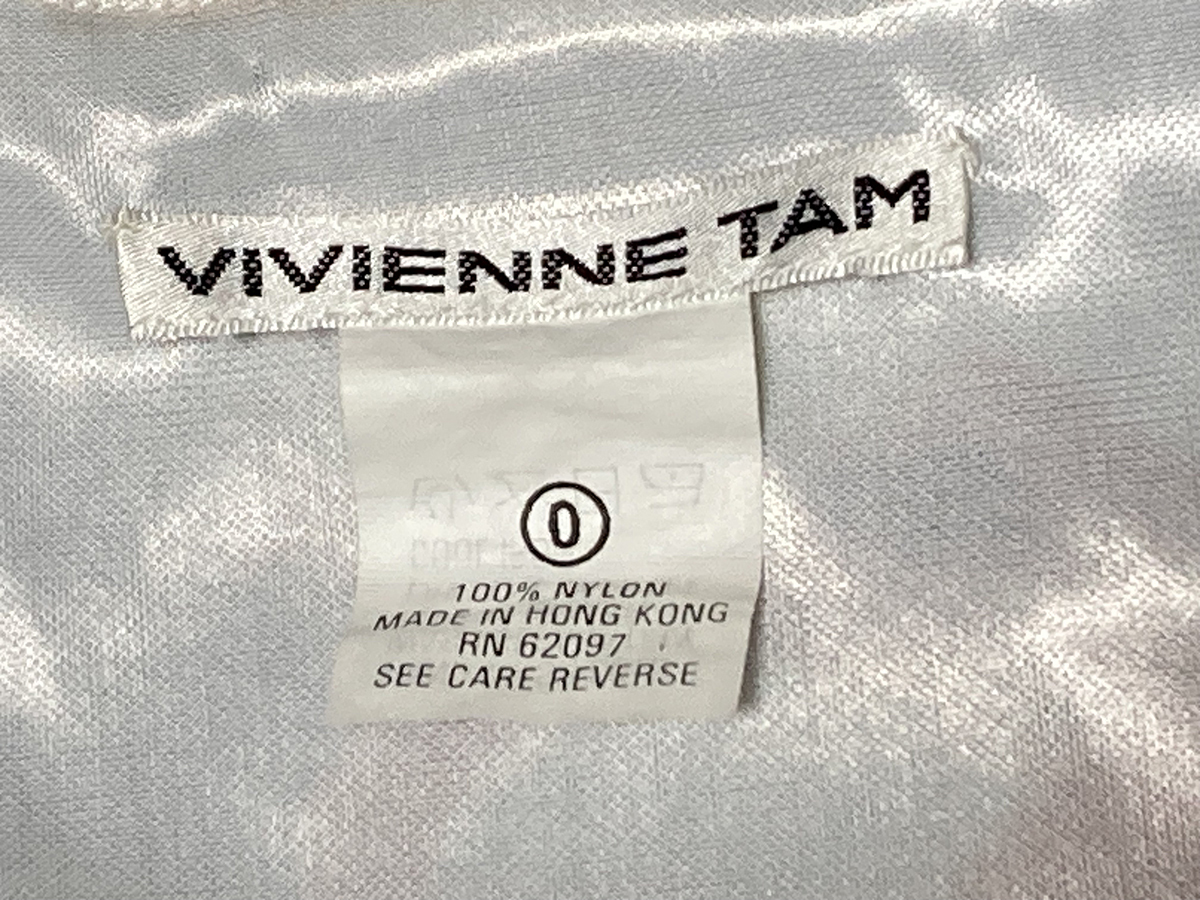 VIVIENNE TAM
0
100% NYLON
MADE IN HONG KONG
RN 62097
SEE CARE REVERSE